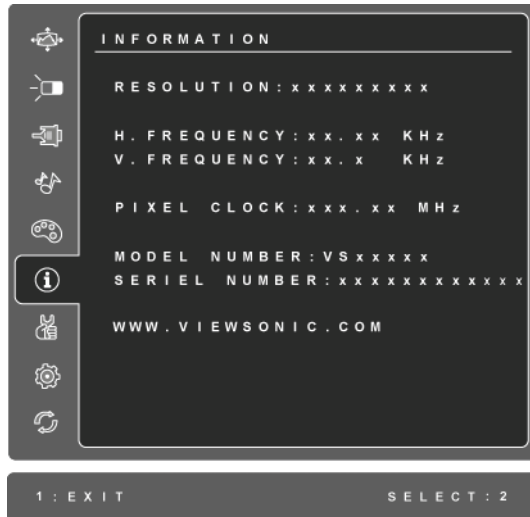 INFORMATION
RESOLUTION:xxxxxxxxx
H. FREQUENCY:xx.xx KHz
V. FREQUENCY:xx.x KHz
PIXEL CLOCK:xxx.xx MHz
MODEL NUMBER:VSxxxxx
SERIEL NUMBER:xxxxxxxxxxxx
WWW.VIEWSONIC.COM
1:EXIT SELECT:2